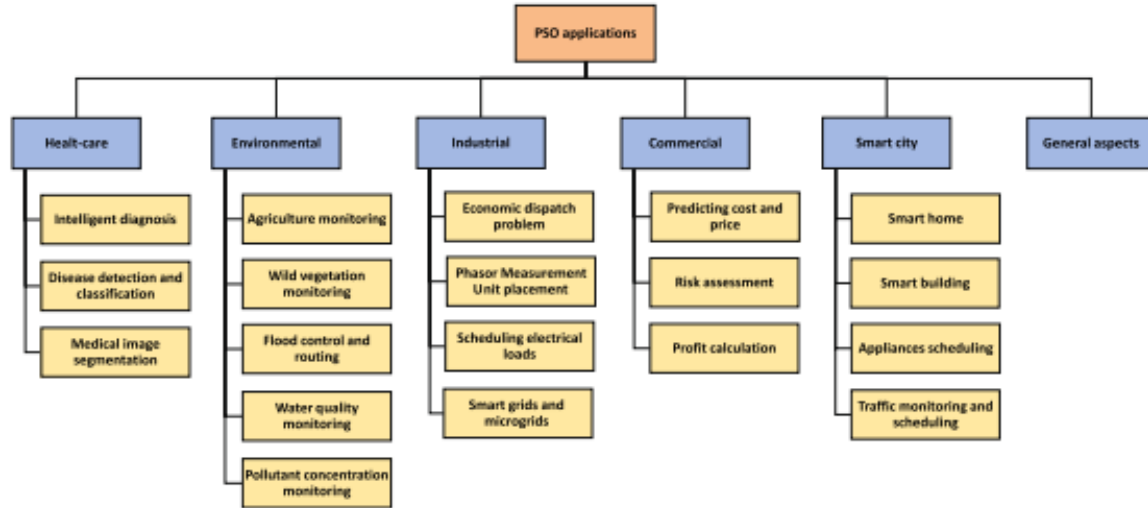 PSO applications
Healt-care
Environmental
Industrial
Commercial
Smart city
General aspects
Intelligent diagnosis
Disease detection and
classification
Medical image
segmentation
Agriculture monitoring
Wild vegetation
monitoring
Flood control and
routing
Water quality
monitoring
Pollutant concentration
monitoring
Economic dispatch
problem
Phasor Measurement
Unit placement
Scheduling electrical
loads
Smart grids and
microgrids
Predicting cost and
price
Risk assessment
Profit calculation
Smart home
Smart building
Appliances scheduling
Traffic monitoring and
scheduling